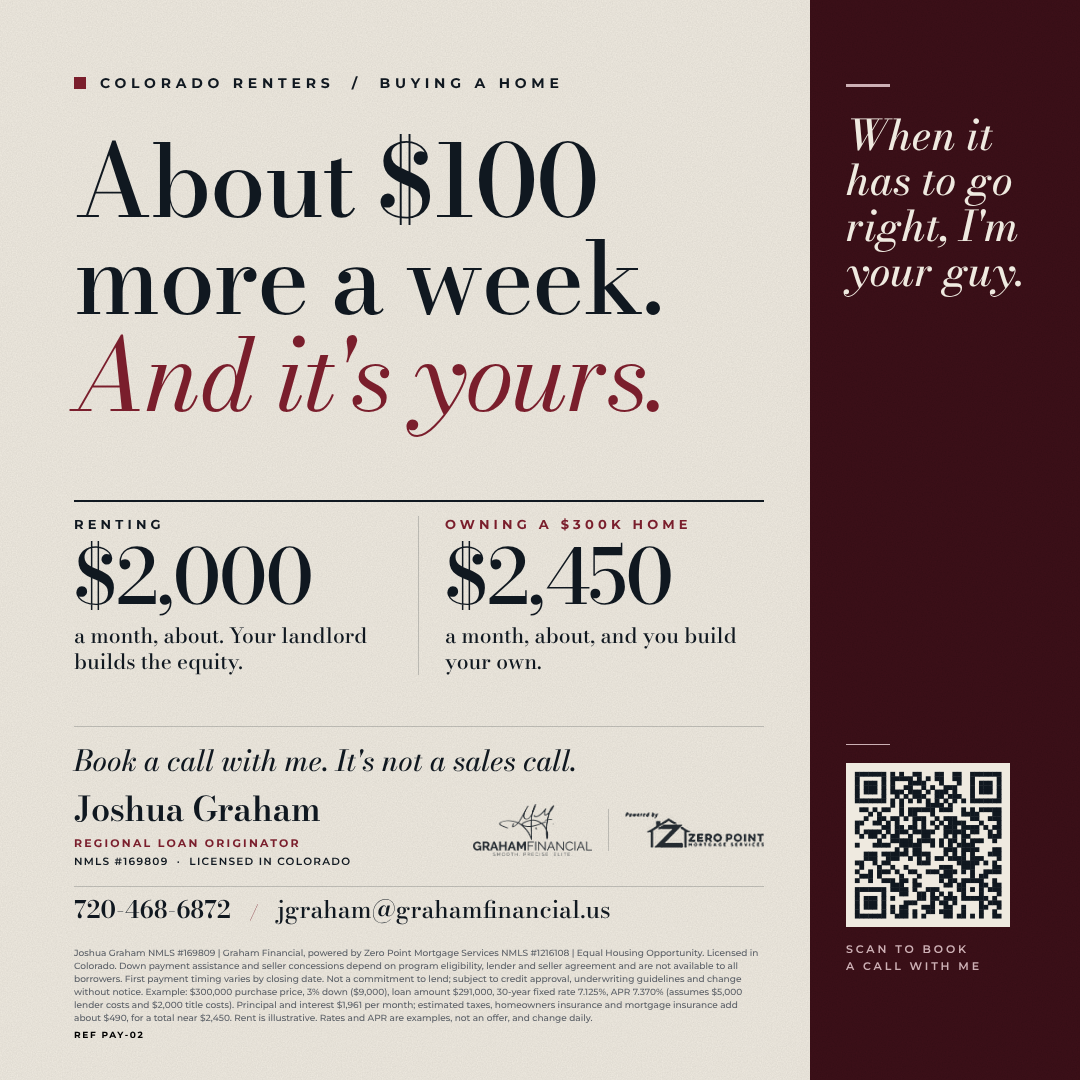 COLORADO RENTERS / BUYING A HOME
About $100
more a week.
And it's yours.
RENTING
$2,000
a month, about. Your landlord
builds the equity.
OWNING A $300K HOME
$2,450
a month, about, and you build
your own.
Book a call with me. It's not a sales call.
Joshua Graham
REGIONAL LOAN ORIGINATOR
NMLS #169809 · LICENSED IN COLORADO
GRAHAMFINANCIAL
SMOOTH. PRECISE. ELITE.
Powered by
ZERO POINT
MORTGAGE SERVICES
720-468-6872 / jgraham@grahamfinancial.us
Joshua Graham NMLS #169809 | Graham Financial, powered by Zero Point Mortgage Services NMLS #1216108 | Equal Housing Opportunity. Licensed in
Colorado. Down payment assistance and seller concessions depend on program eligibility, lender and seller agreement and are not available to all
borrowers. First payment timing varies by closing date. Not a commitment to lend; subject to credit approval, underwriting guidelines and change
without notice. Example: $300,000 purchase price, 3% down ($9,000), loan amount $291,000, 30-year fixed rate 7.125%, APR 7.370% (assumes $5,000
lender costs and $2,000 title costs). Principal and interest $1,961 per month; estimated taxes, homeowners insurance and mortgage insurance add
about $490, for a total near $2,450. Rent is illustrative. Rates and APR are examples, not an offer, and change daily.
REF PAY-02
When it
has to go
right, I'm
your guy.
SCAN TO BOOK
A CALL WITH ME